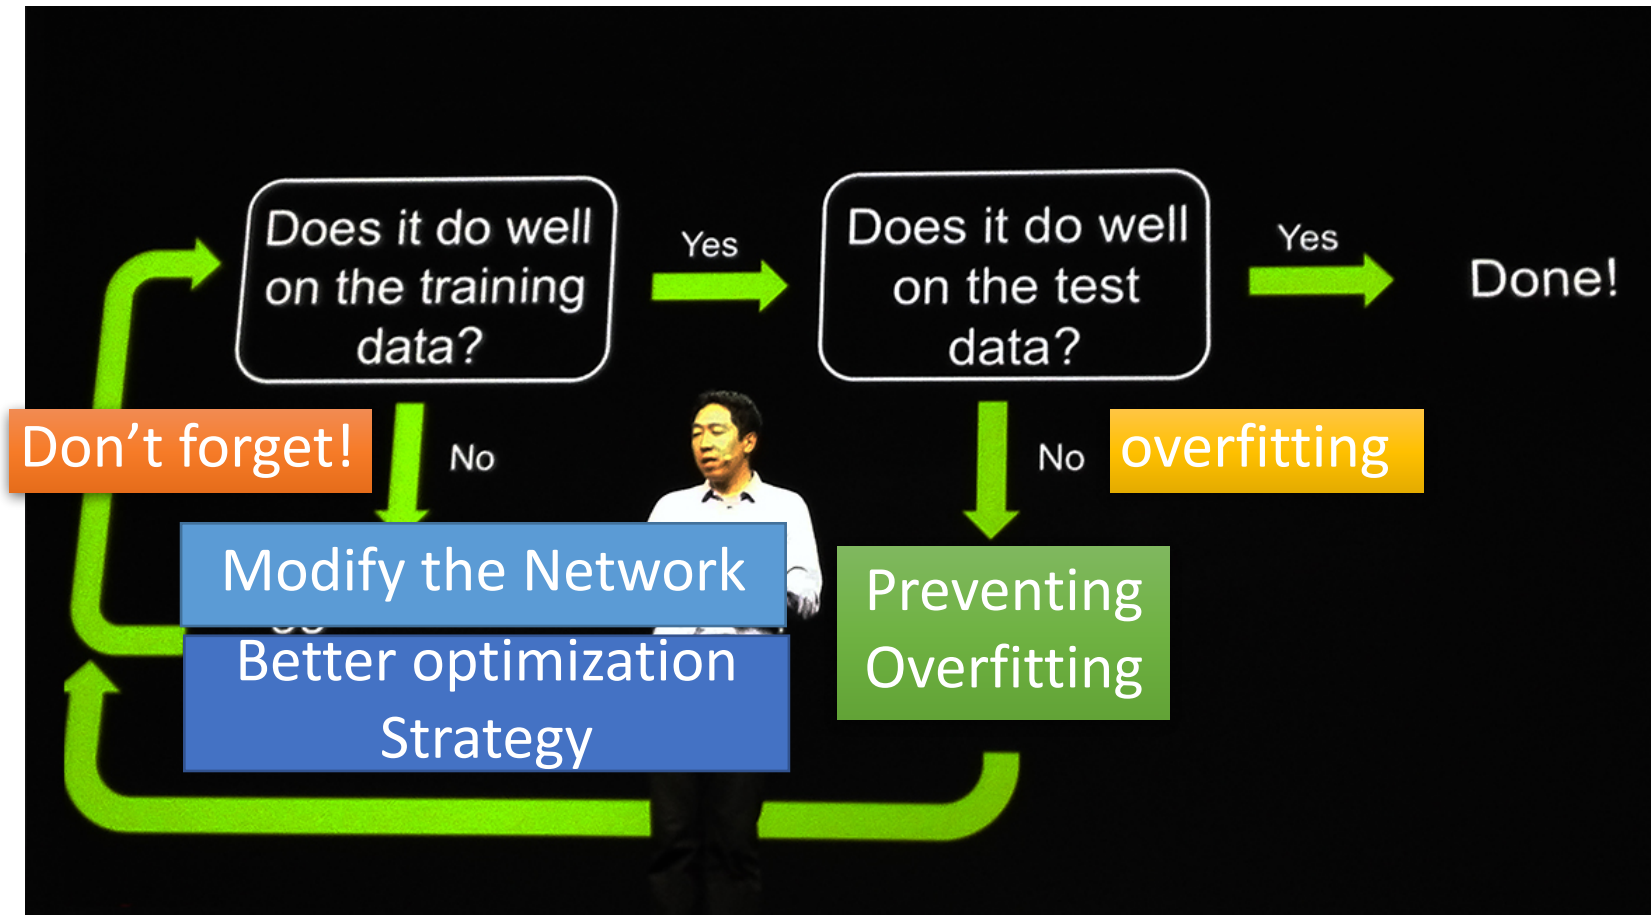 Does it do well
on the training
data?
Yes
Does it do well
on the test
data?
Yes
Done!
Don't forget!
No
No
overfitting
Modify the Network
Better optimization
Strategy
Preventing
Overfitting